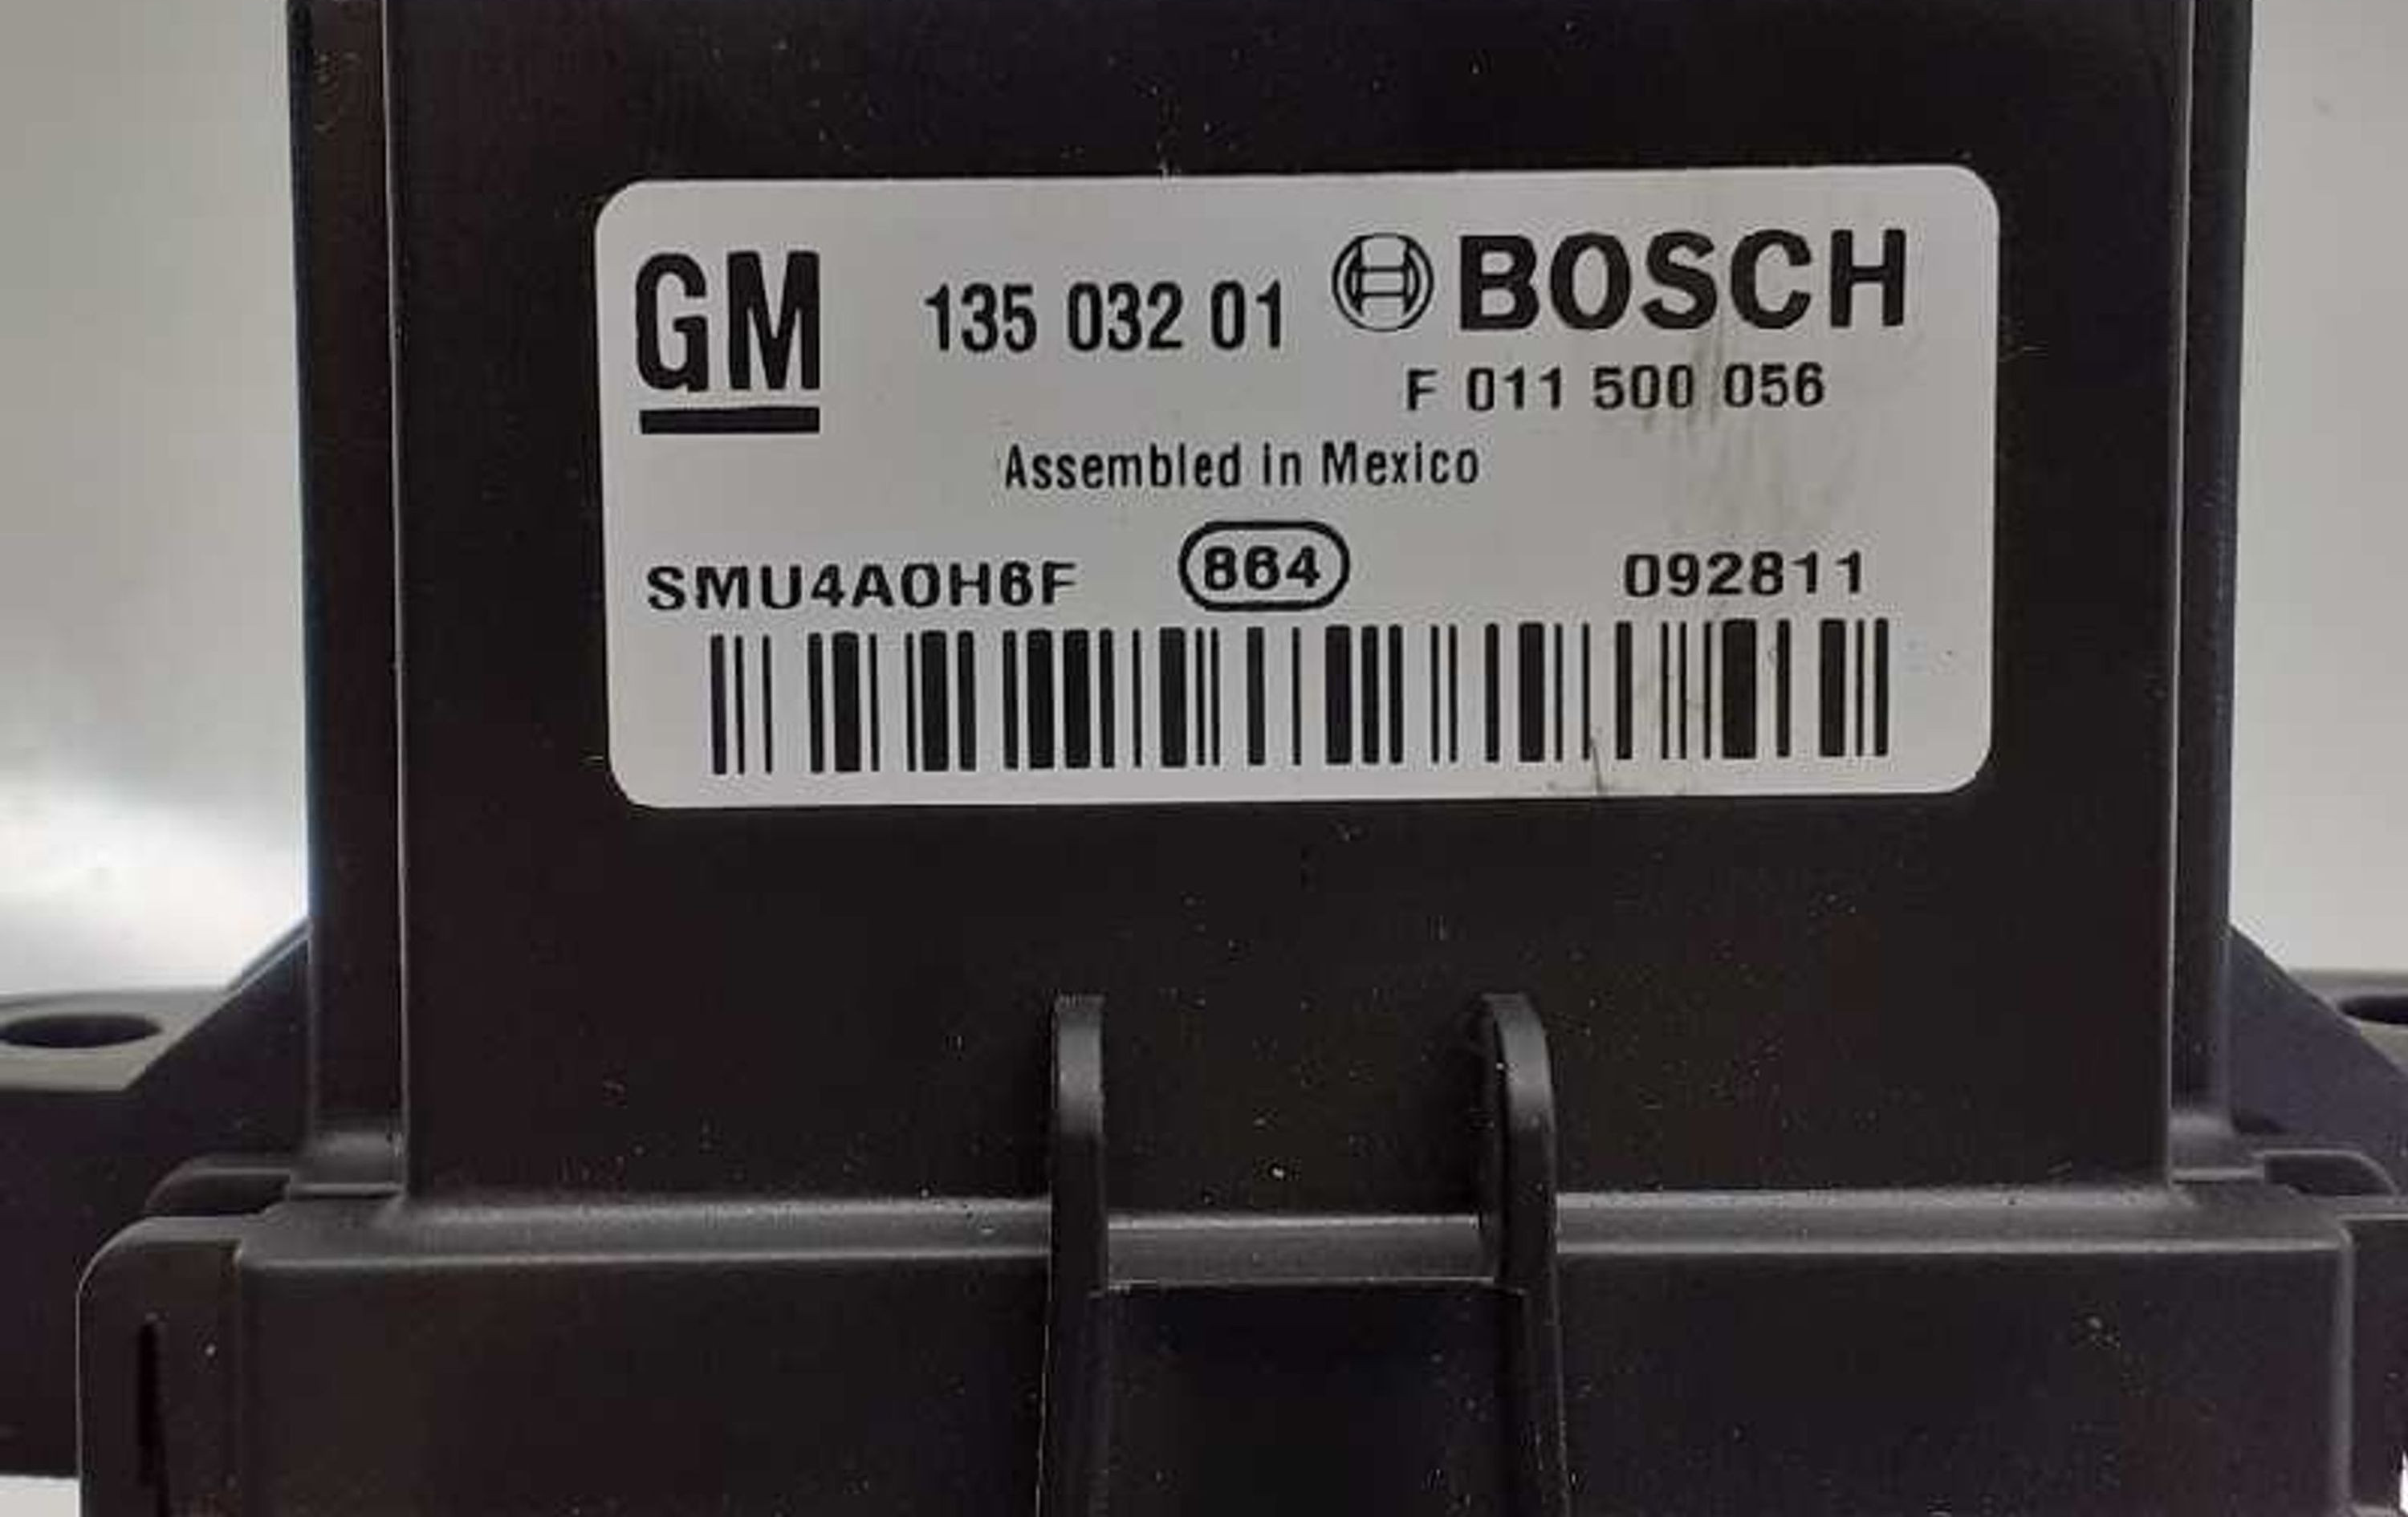 GM 135 032 01 BOSCH
F 011 500 056
Assembled in Mexico
SMU4A0H6F 864 092811